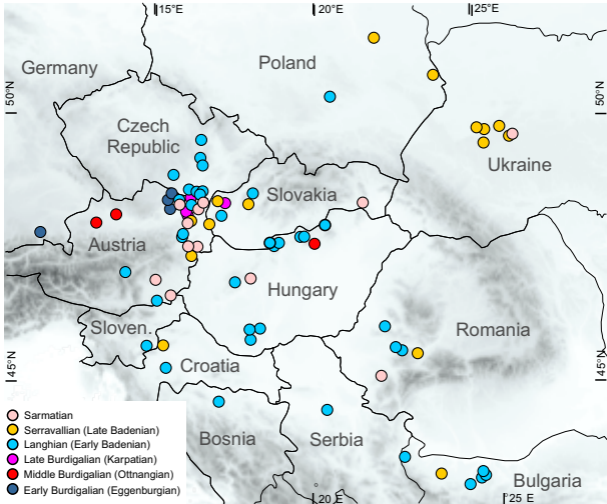 15°E
20°E
25°E
Poland
Germany
50°N
50°N
Czech
Republic
Ukraine
Slovakia
Austria
Hungary
Sloven.
Romania
45°N
45°N
Croatia
Sarmatian
Serravallian (Late Badenian)
Langhian (Early Badenian)
Late Burdigalian (Karpatian)
Middle Burdigalian (Ottnangian)
Early Burdigalian (Eggenburgian)
Bosnia
Serbia
Bulgaria
20°E
25°E